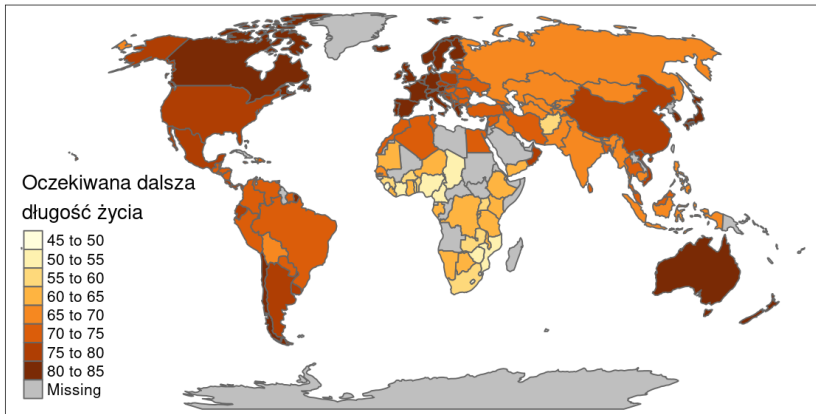 Oczekiwana dalsza
długość życia
45 to 50
50 to 55
55 to 60
60 to 65
65 to 70
70 to 75
75 to 80
80 to 85
Missing